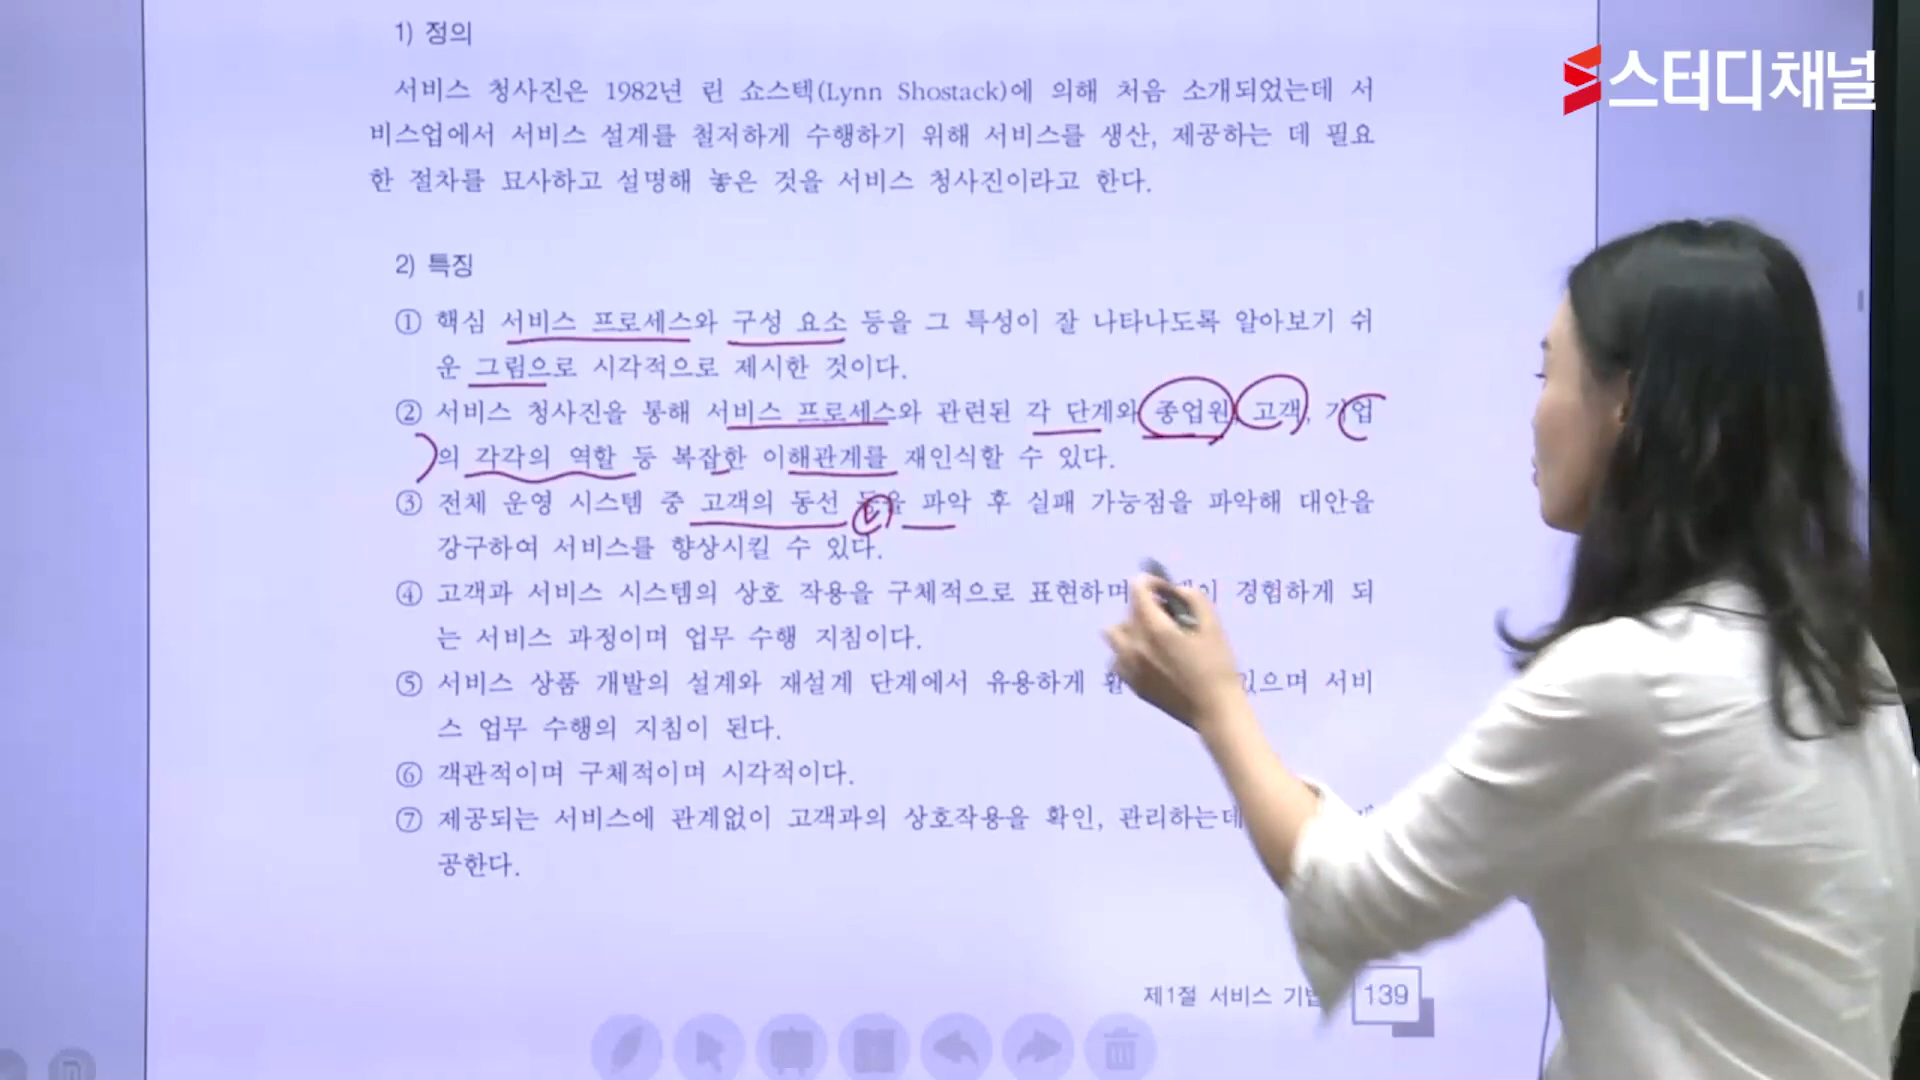 1) 정의
스터디채널
서비스 청사진은 1982년 린 쇼스텍(Lynn Shostack)에 의해 처음 소개되었는데 서
비스업에서 서비스 설계를 철저하게 수행하기 위해 서비스를 생산, 제공하는 데 필요
한 절차를 묘사하고 설명해 놓은 것을 서비스 청사진이라고 한다.
2) 특징
① 핵심 서비스 프로세스와 구성 요소 등을 그 특성이 잘 나타나도록 알아보기 쉬
운 그림으로 시각적으로 제시한 것이다.
② 서비스 청사진을 통해 서비스 프로세스와 관련된 각 단계와 종업원, 고객, 기업
의 각각의 역할 등 복잡한 이해관계를 재인식할 수 있다.
③ 전체 운영 시스템 중 고객의 동선 등을 파악 후 실패 가능점을 파악해 대안을
강구하여 서비스를 향상시킬 수 있다.
④ 고객과 서비스 시스템의 상호 작용을 구체적으로 표현하며 경험하게 되
는 서비스 과정이며 업무 수행 지침이다.
⑤ 서비스 상품 개발의 설계와 재설계 단계에서 유용하게 있으며 서비
스 업무 수행의 지침이 된다.
⑥ 객관적이며 구체적이며 시각적이다.
⑦ 제공되는 서비스에 관계없이 고객과의 상호작용을 확인, 관리하는데
공한다.
제1절 서비스 기법 139